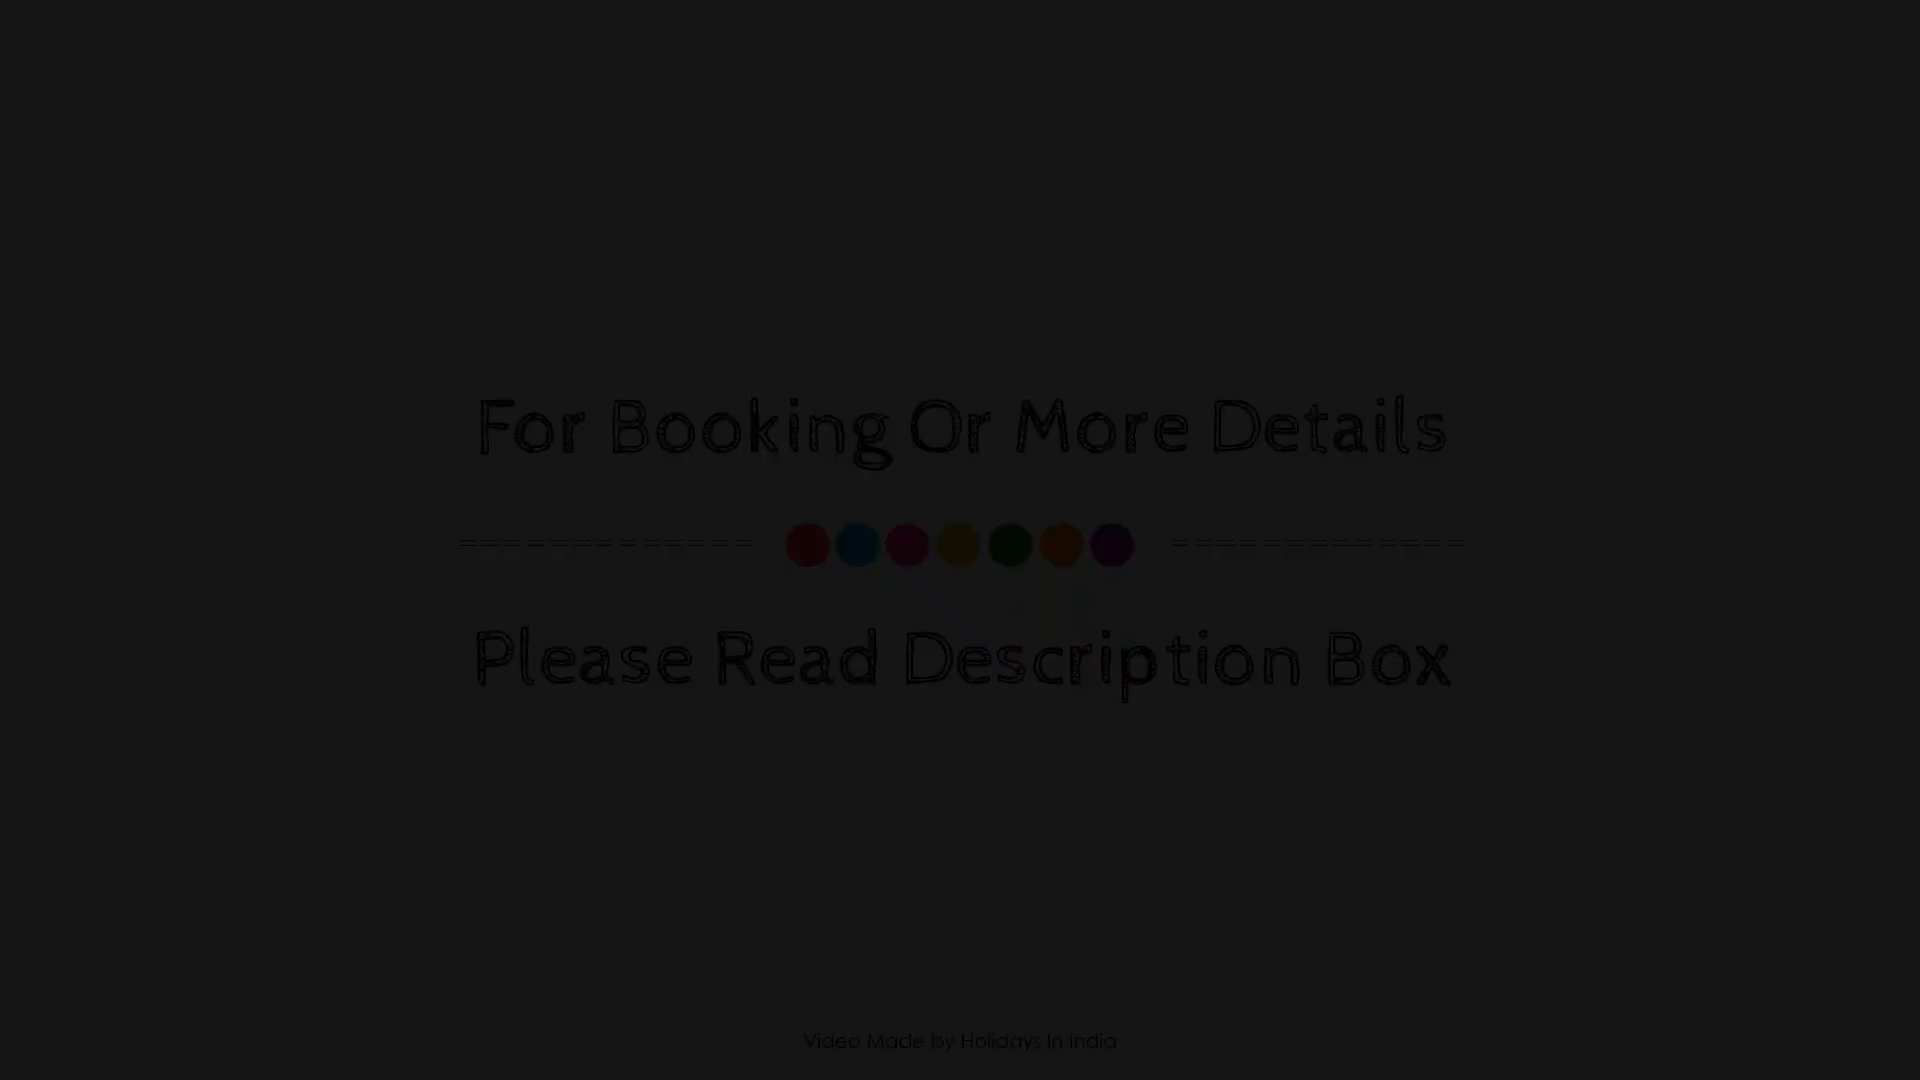 For Booking Or More Details
============= =============
Please Read Description Box
Video Made by Holidays In India